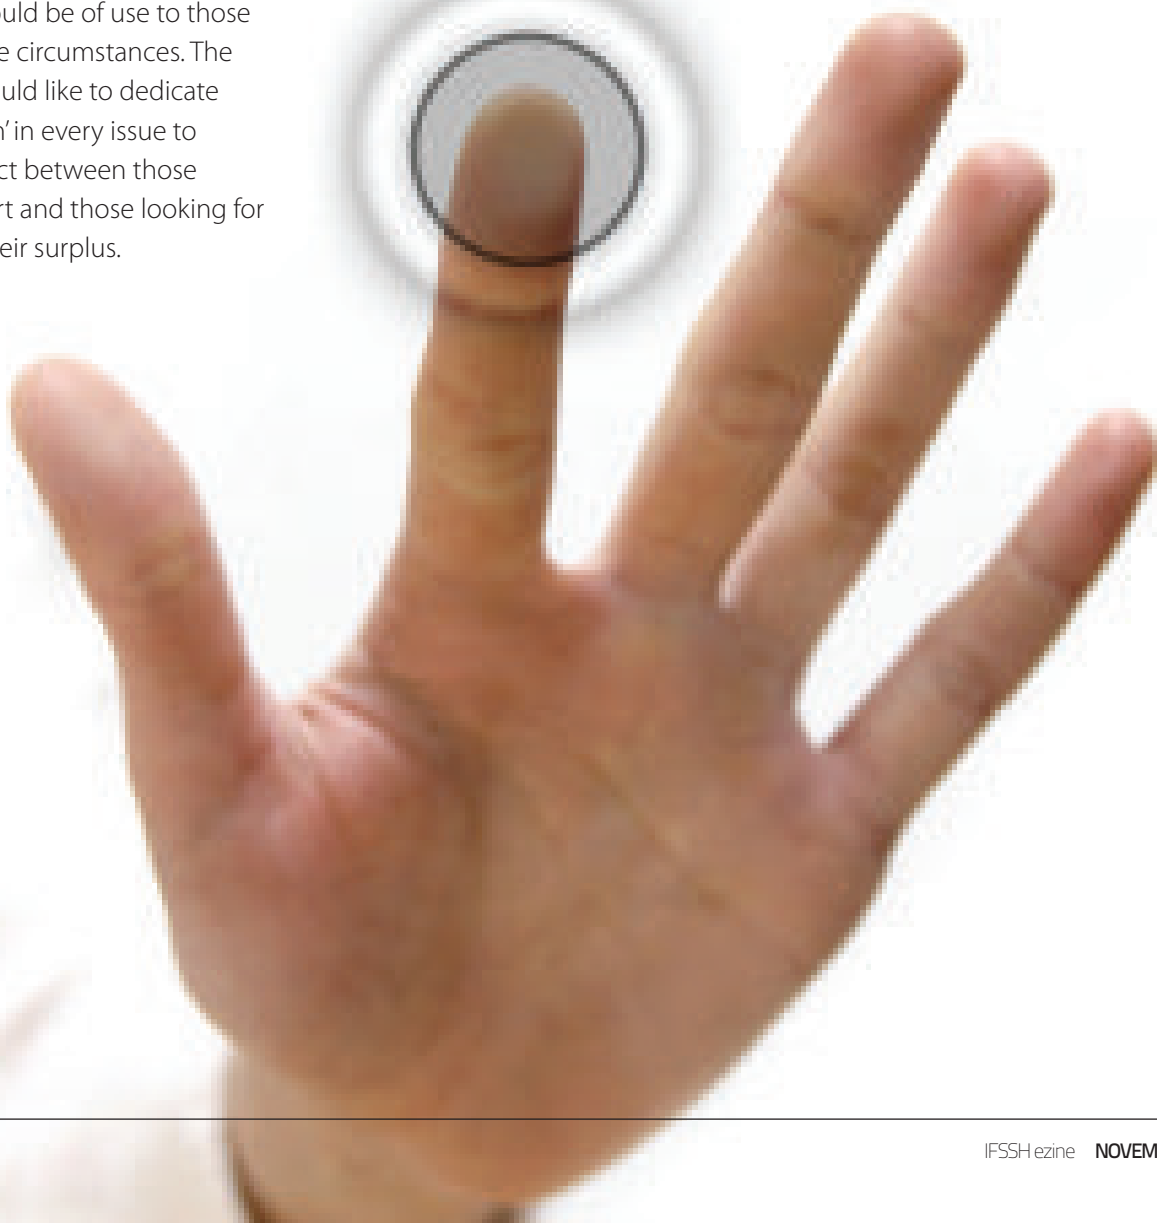 ould be of use to those
e circumstances. The
uld like to dedicate
n’ in every issue to
ct between those
rt and those looking for
eir surplus.
IFSSH ezine NOVEM